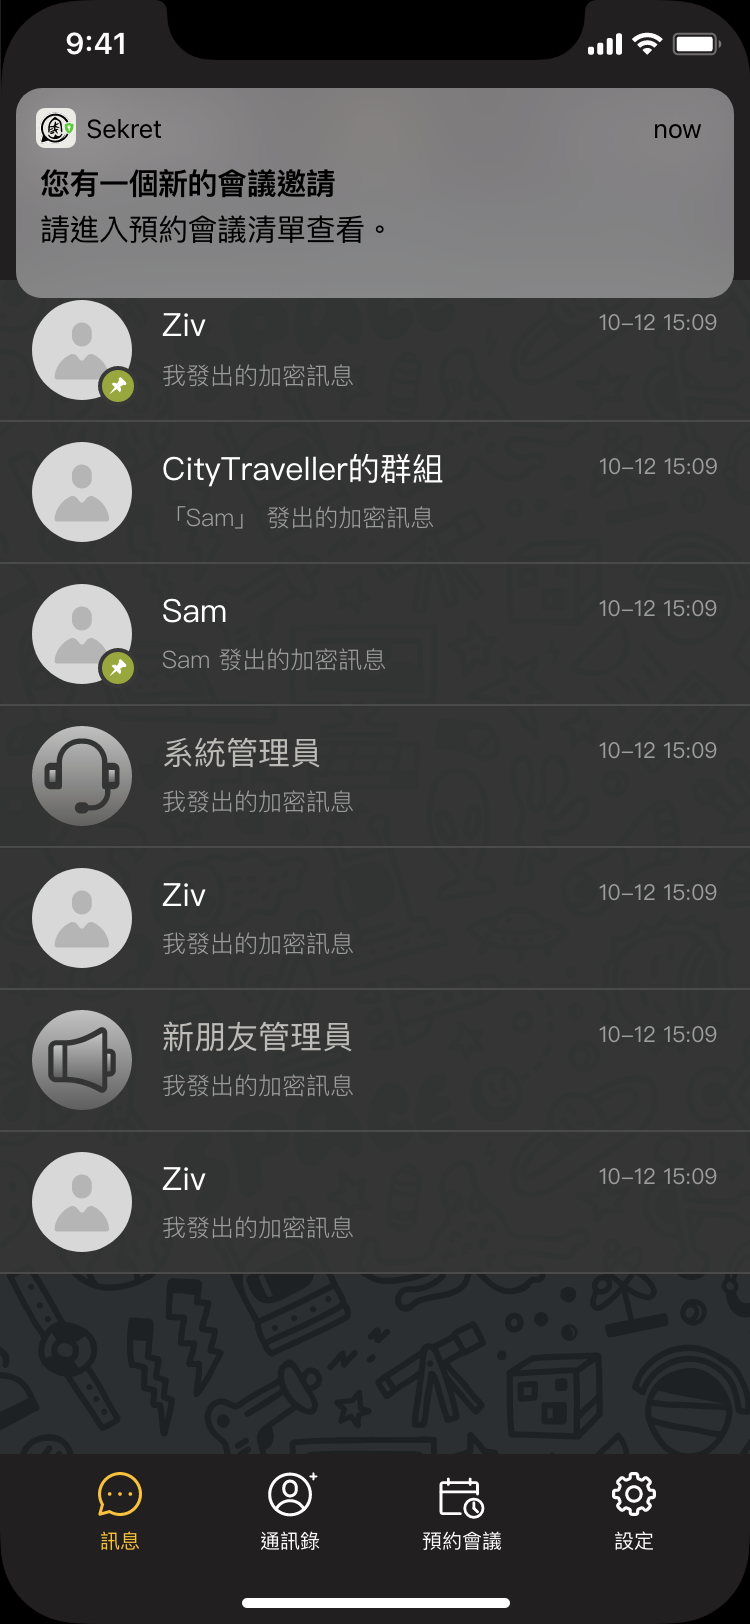 9:41
Sekret
now
您有一個新的會議邀請
請進入預約會議清單查看。
Ziv
10-12 15:09
我發出的加密訊息
CityTraveller的群組
10-12 15:09
「Sam」 發出的加密訊息
Sam
10-12 15:09
Sam 發出的加密訊息
系統管理員
10-12 15:09
我發出的加密訊息
Ziv
10-12 15:09
我發出的加密訊息
新朋友管理員
10-12 15:09
我發出的加密訊息
Ziv
10-12 15:09
我發出的加密訊息
訊息
通訊錄
預約會議
設定